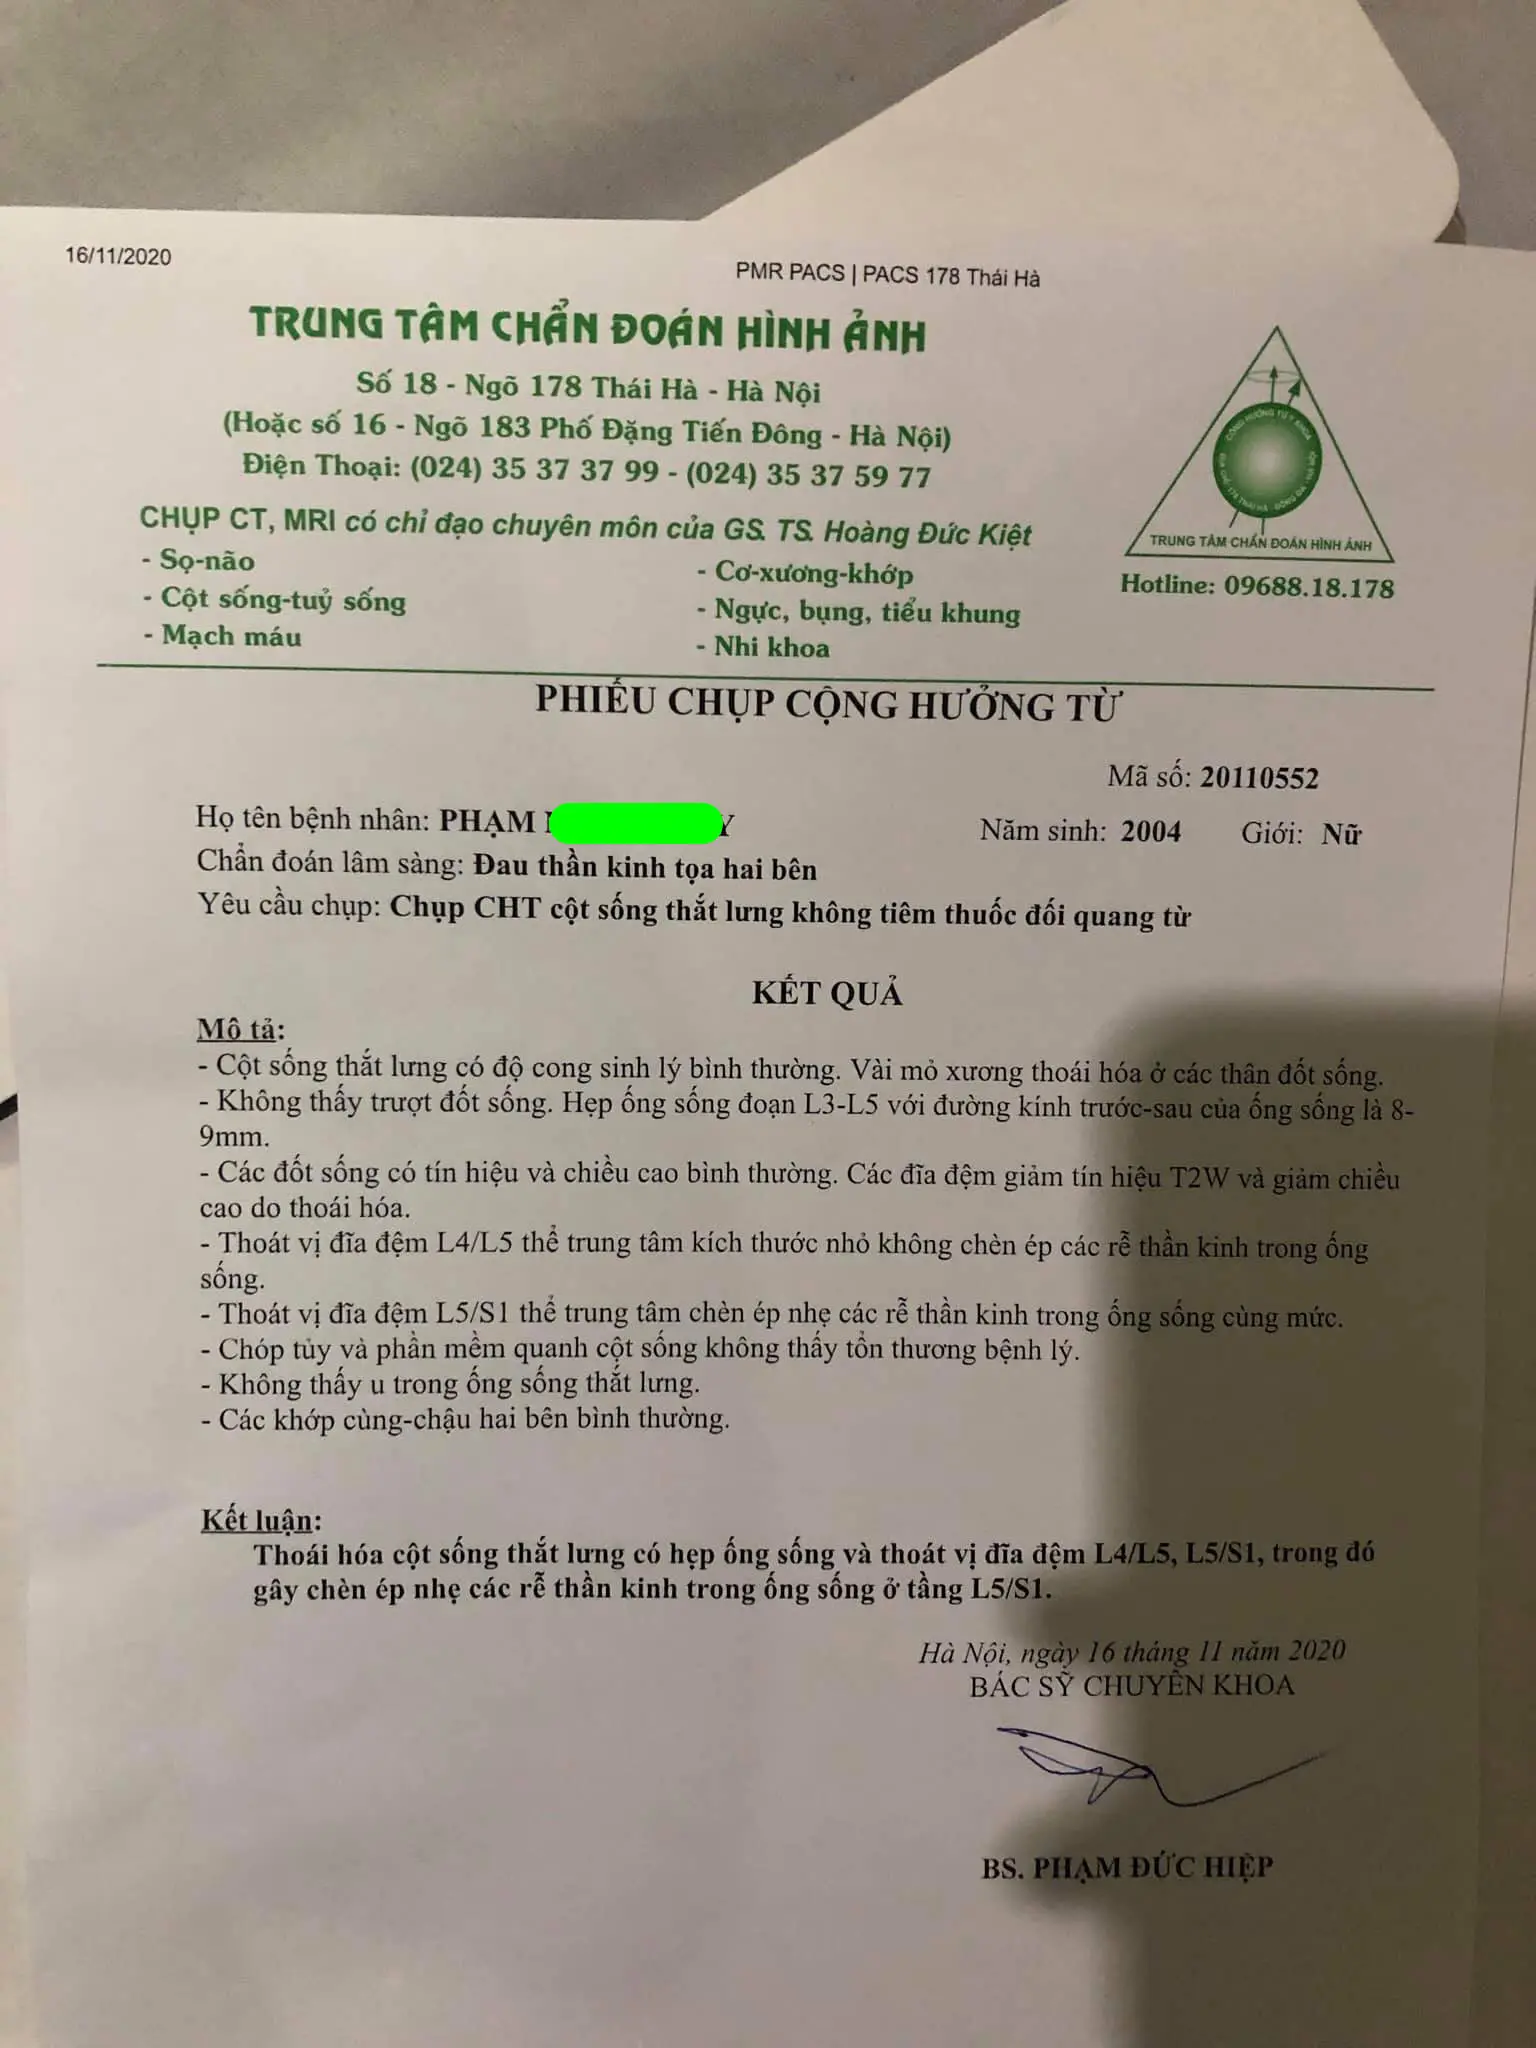 16/11/2020
PMR PACS | PACS 178 Thái Hà
TRUNG TÂM CHẨN ĐOÁN HÌNH ẢNH
Số 18 - Ngõ 178 Thái Hà - Hà Nội
(Hoặc số 16 - Ngõ 183 Phố Đặng Tiến Đông - Hà Nội)
Điện Thoại: (024) 35 37 37 99 - (024) 35 37 59 77
CHỤP CT, MRI có chỉ đạo chuyên môn của GS. TS. Hoàng Đức Kiệt
- Sọ-não
- Cột sống-tuỷ sống
- Mạch máu
- Cơ-xương-khớp
- Ngực, bụng, tiểu khung
- Nhi khoa
CỘNG HƯỞNG TỪ Y KHOA
TRUNG TÂM CHẨN ĐOÁN HÌNH ẢNH
Hotline: 09688.18.178
PHIẾU CHỤP CỘNG HƯỞNG TỪ
Mã số: 20110552
Họ tên bệnh nhân: PHẠM Năm sinh: 2004 Giới: Nữ
Chẩn đoán lâm sàng: Đau thần kinh tọa hai bên
Yêu cầu chụp: Chụp CHT cột sống thắt lưng không tiêm thuốc đối quang từ
KẾT QUẢ
Mô tả:
- Cột sống thắt lưng có độ cong sinh lý bình thường. Vài mỏ xương thoái hóa ở các thân đốt sống.
- Không thấy trượt đốt sống. Hẹp ống sống đoạn L3-L5 với đường kính trước-sau của ống sống là 8-
9mm.
- Các đốt sống có tín hiệu và chiều cao bình thường. Các đĩa đệm giảm tín hiệu T2W và giảm chiều
cao do thoái hóa.
- Thoát vị đĩa đệm L4/L5 thể trung tâm kích thước nhỏ không chèn ép các rễ thần kinh trong ống
sống.
- Thoát vị đĩa đệm L5/S1 thể trung tâm chèn ép nhẹ các rễ thần kinh trong ống sống cùng mức.
- Chóp tủy và phần mềm quanh cột sống không thấy tổn thương bệnh lý.
- Không thấy u trong ống sống thắt lưng.
- Các khớp cùng-chậu hai bên bình thường.
Kết luận:
Thoái hóa cột sống thắt lưng có hẹp ống sống và thoát vị đĩa đệm L4/L5, L5/S1, trong đó
gây chèn ép nhẹ các rễ thần kinh trong ống sống ở tầng L5/S1.
Hà Nội, ngày 16 tháng 11 năm 2020
BÁC SỸ CHUYÊN KHOA
BS. PHẠM ĐỨC HIỆP